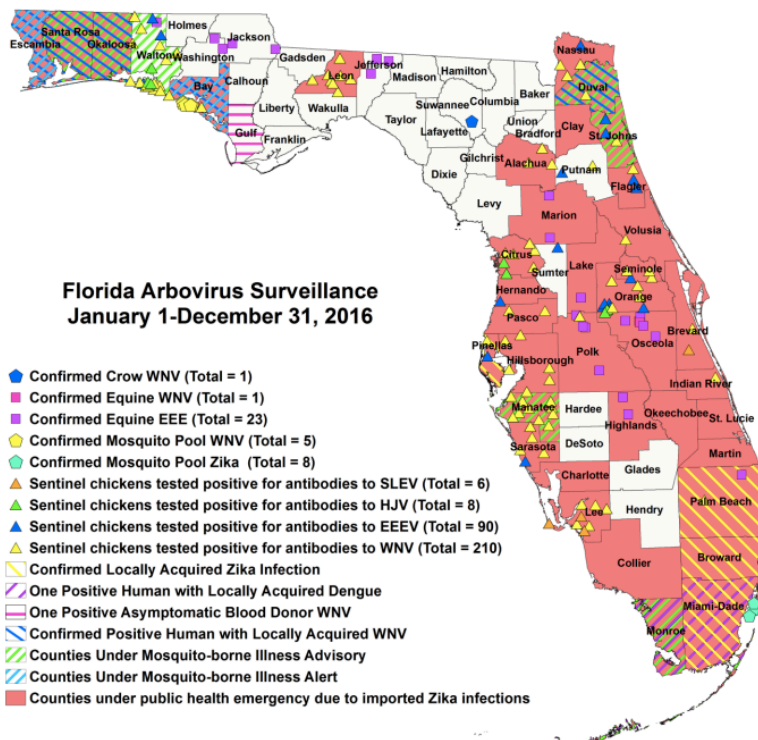 Holmes
Jackson
Santa Rosa
Escambia
Okaloosa
Walton
Washington
Gadsden
Jefferson
Hamilton
Nassau
Leon
Madison
Bay
Calhoun
Baker
Duval
Liberty
Wakulla
Suwannee
Columbia
Taylor
Union
Bradford
Clay
St. Johns
Gulf
Franklin
Lafayette
Gilchrist
Alachua
Putnam
Dixie
Flagler
Levy
Marion
Volusia
Citrus
Sumter
Lake
Seminole
Hernando
Orange
Florida Arbovirus Surveillance
January 1-December 31, 2016
Pasco
Brevard
Osceola
Pinellas
Hillsborough
Polk
Indian River
Manatee
Hardee
Okeechobee
Highlands
St. Lucie
Sarasota
DeSoto
Martin
Charlotte
Glades
Palm Beach
Lee
Hendry
Broward
Collier
Miami-Dade
Monroe
Confirmed Crow WNV (Total = 1)
Confirmed Equine WNV (Total = 1)
Confirmed Equine EEE (Total = 23)
Confirmed Mosquito Pool WNV (Total = 5)
Confirmed Mosquito Pool Zika (Total = 8)
Sentinel chickens tested positive for antibodies to SLEV (Total = 6)
Sentinel chickens tested positive for antibodies to HJV (Total = 8)
Sentinel chickens tested positive for antibodies to EEEV (Total = 90)
Sentinel chickens tested positive for antibodies to WNV (Total = 210)
Confirmed Locally Acquired Zika Infection
One Positive Human with Locally Acquired Dengue
One Positive Asymptomatic Blood Donor WNV
Confirmed Positive Human with Locally Acquired WNV
Counties Under Mosquito-borne Illness Advisory
Counties Under Mosquito-borne Illness Alert
Counties under public health emergency due to imported Zika infections